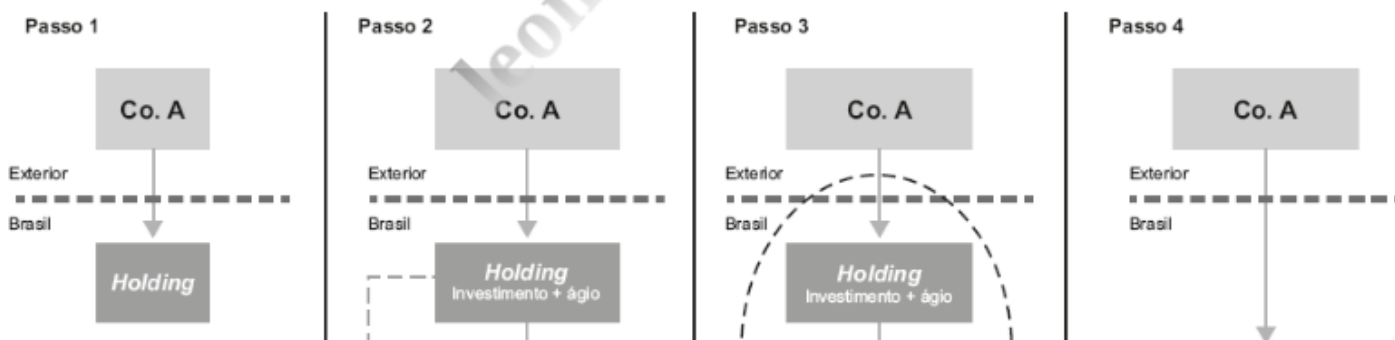 Passo 1
Co. A
Exterior
Brasil
Holding
Passo 2
Co. A
Exterior
Brasil
Holding
Investimento + ágio
Passo 3
Co. A
Exterior
Brasil
Holding
Investimento + ágio
Passo 4
Co. A
Exterior
Brasil